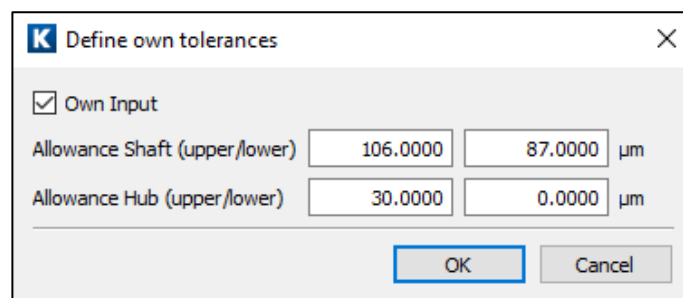 K Define own tolerances
Own Input
Allowance Shaft (upper/lower) 106.0000 87.0000 µm
Allowance Hub (upper/lower) 30.0000 0.0000 µm
OK Cancel